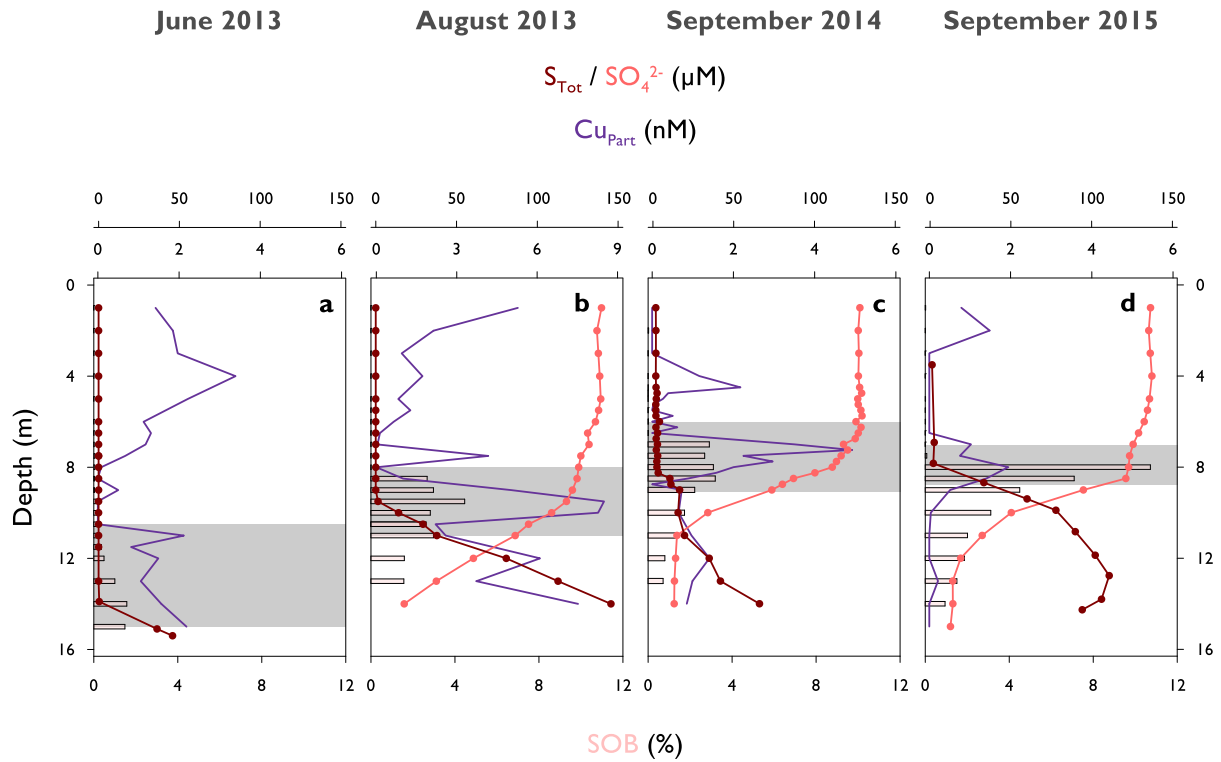 June 2013 August 2013 September 2014 September 2015
S_Tot / SO₄²⁻ (µM)
Cu_Part (nM)
0 50 100 150 0 50 100 150 0 50 100 150 0 50 100 150
0 2 4 6 0 3 6 9 0 2 4 6 0 2 4 6
0 a b c d 0
4 4
8 8
12 12
16 16
Depth (m)
0 4 8 12 0 4 8 12 0 4 8 12 0 4 8 12
SOB (%)